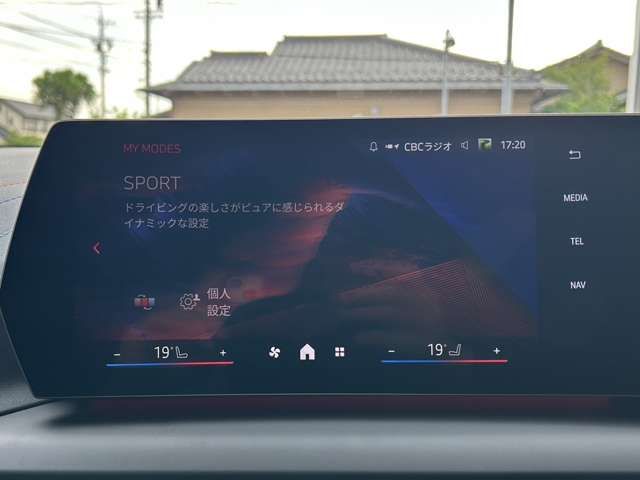 MY MODES
CBCラジオ
17:20
SPORT
ドライビングの楽しさがピュアに感じられるダ
イナミックな設定
個人
設定
− 19° +
− 19° +
MEDIA
TEL
NAV